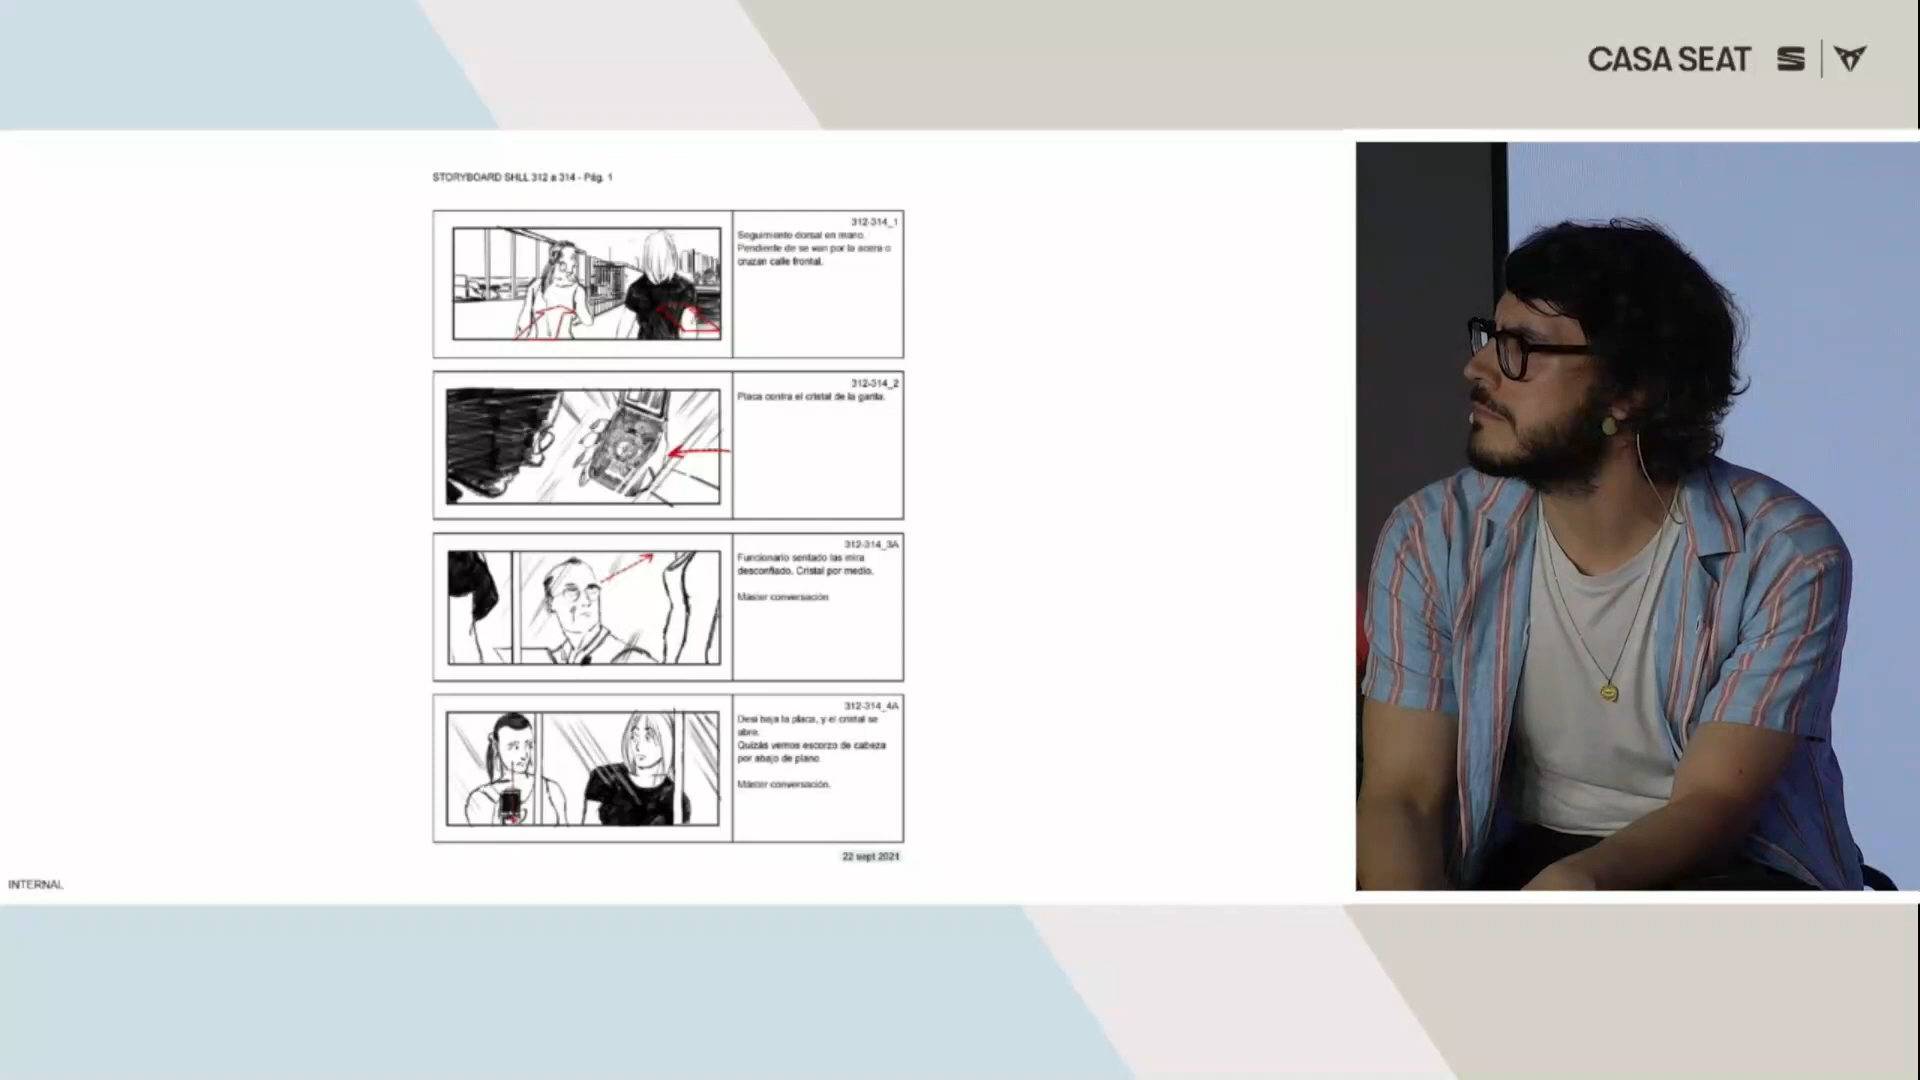 CASA SEAT
STORYBOARD SHLL 312 a 314 - Pág. 1
312-314_1
Seguimiento dorsal en mano.
Pendiente de se van por la acera o
cruzan calle frontal.
312-314_2
Placa contra el cristal de la garita.
312-314_3A
Funcionario sentado las mira
desconfiado. Cristal por medio.
Máster conversación
312-314_4A
Desi baja la placa, y el cristal se
abre.
Quizás vemos escorzo de cabeza
por abajo de plano.
Máster conversación.
22 sept 2021
INTERNAL